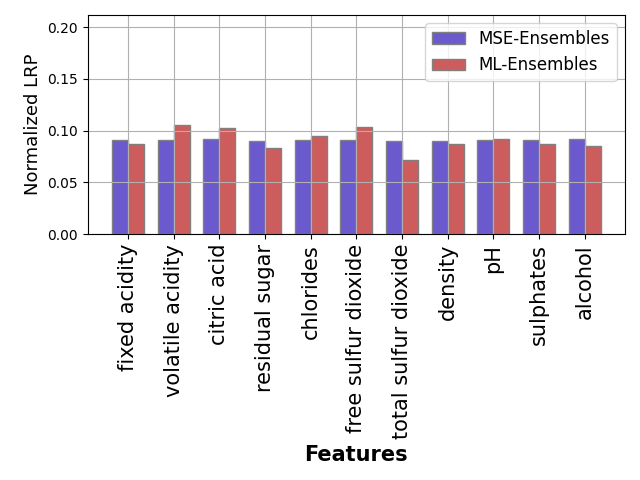 0.20
0.15
0.10
0.05
0.00
Normalized LRP
MSE-Ensembles
ML-Ensembles
fixed acidity
volatile acidity
citric acid
residual sugar
chlorides
free sulfur dioxide
total sulfur dioxide
density
pH
sulphates
alcohol
Features